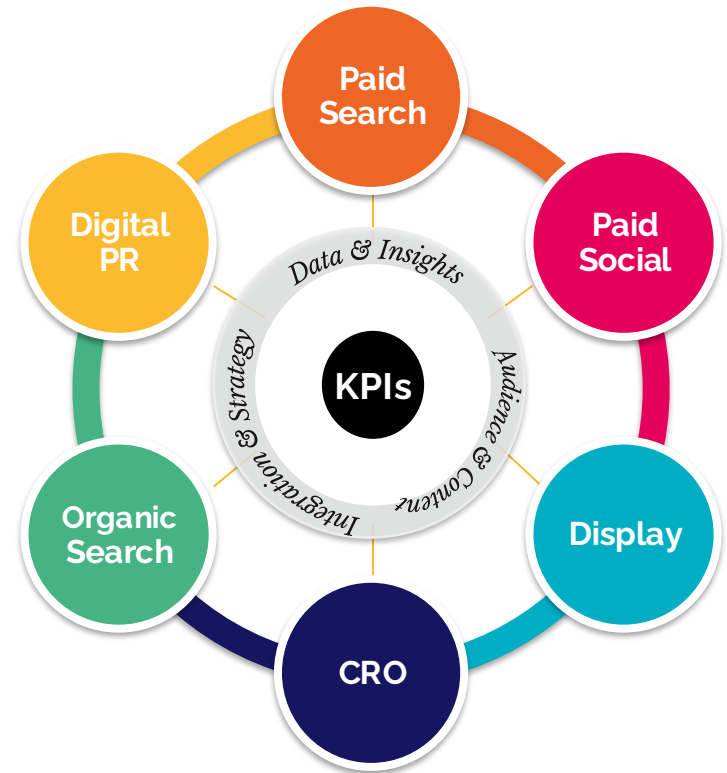 Paid
Search
Paid
Social
Display
CRO
Organic
Search
Digital
PR
Data & Insights
Audience & Content
Integration & Strategy
KPIs